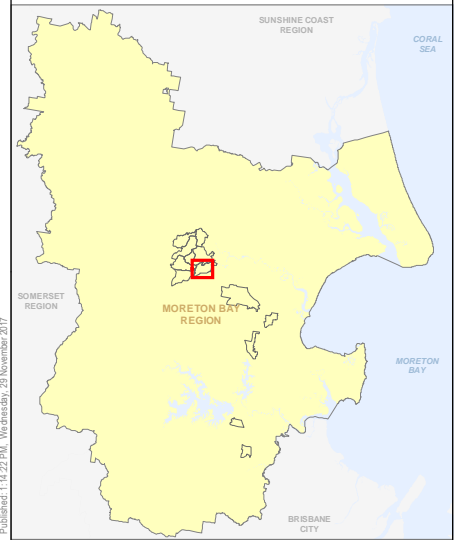 SUNSHINE COAST
REGION
CORAL
SEA
SOMERSET
REGION
MORETON BAY
REGION
MORETON
BAY
BRISBANE
CITY
Published: 1:14:22 PM, Wednesday, 29 November 2017